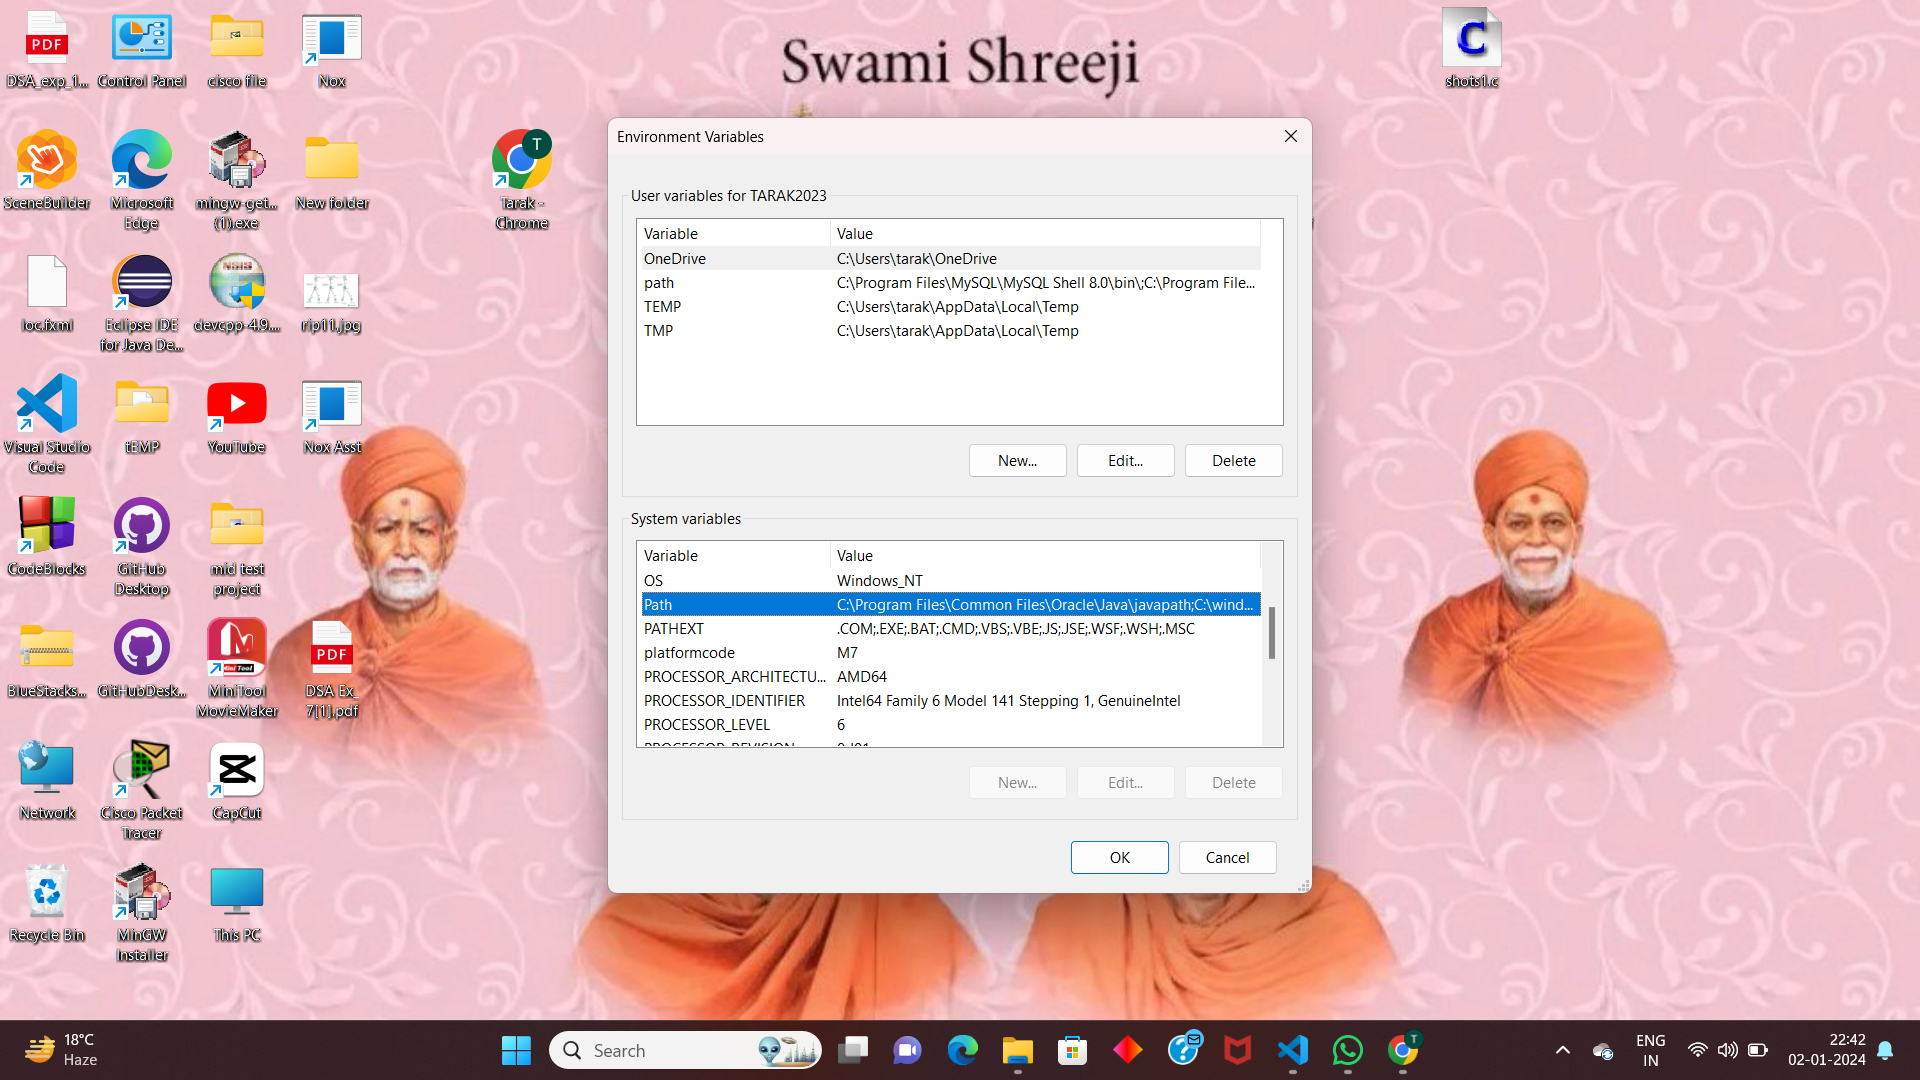 Swami Shreeji
DSA_exp_1...
Control Panel
cisco file
Nox
shots1.c
SceneBuilder
Microsoft
Edge
mingw-get...
(1).exe
New folder
Tarak -
Chrome
loc.fxml
Eclipse IDE
for Java De...
devcpp-4.9....
rip11.jpg
Visual Studio
Code
tEMP
YouTube
Nox Asst
CodeBlocks
GitHub
Desktop
mid test
project
BlueStacks...
GitHubDesk...
MiniTool
MovieMaker
DSA Ex_
7[1].pdf
Network
Cisco Packet
Tracer
CapCut
Recycle Bin
MinGW
Installer
This PC
PDF
PDF
T
C
NSIS
Mini Tool
Environment Variables
User variables for TARAK2023
Variable Value
OneDrive C:\Users\tarak\OneDrive
path C:\Program Files\MySQL\MySQL Shell 8.0\bin\;C:\Program File...
TEMP C:\Users\tarak\AppData\Local\Temp
TMP C:\Users\tarak\AppData\Local\Temp
New... Edit... Delete
System variables
Variable Value
OS Windows_NT
Path C:\Program Files\Common Files\Oracle\Java\javapath;C:\wind...
PATHEXT .COM;.EXE;.BAT;.CMD;.VBS;.VBE;.JS;.JSE;.WSF;.WSH;.MSC
platformcode M7
PROCESSOR_ARCHITECTU... AMD64
PROCESSOR_IDENTIFIER Intel64 Family 6 Model 141 Stepping 1, GenuineIntel
PROCESSOR_LEVEL 6
PROCESSOR_REVISION
New... Edit... Delete
OK Cancel
18°C
Haze
Search
T
ENG
IN
22:42
02-01-2024